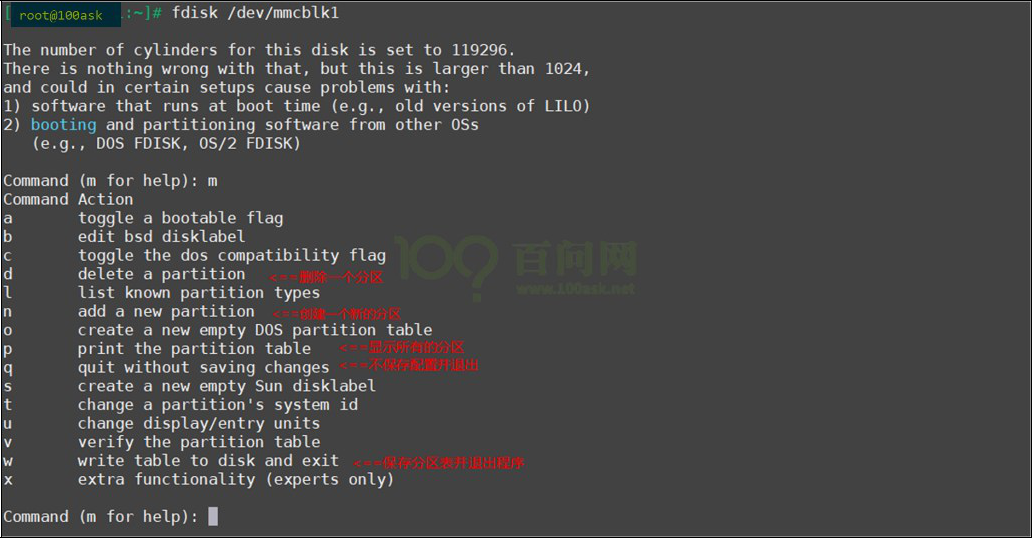 [root@100ask :~]# fdisk /dev/mmcblk1
The number of cylinders for this disk is set to 119296.
There is nothing wrong with that, but this is larger than 1024,
and could in certain setups cause problems with:
1) software that runs at boot time (e.g., old versions of LILO)
2) booting and partitioning software from other OSs
(e.g., DOS FDISK, OS/2 FDISK)
Command (m for help): m
Command Action
a toggle a bootable flag
b edit bsd disklabel
c toggle the dos compatibility flag
d delete a partition <==删除一个分区
l list known partition types
n add a new partition <==创建一个新的分区
o create a new empty DOS partition table
p print the partition table <==显示所有的分区
q quit without saving changes <==不保存配置并退出
s create a new empty Sun disklabel
t change a partition's system id
u change display/entry units
v verify the partition table
w write table to disk and exit <==保存分区表并退出程序
x extra functionality (experts only)
Command (m for help):
百问网
www.100ask.net